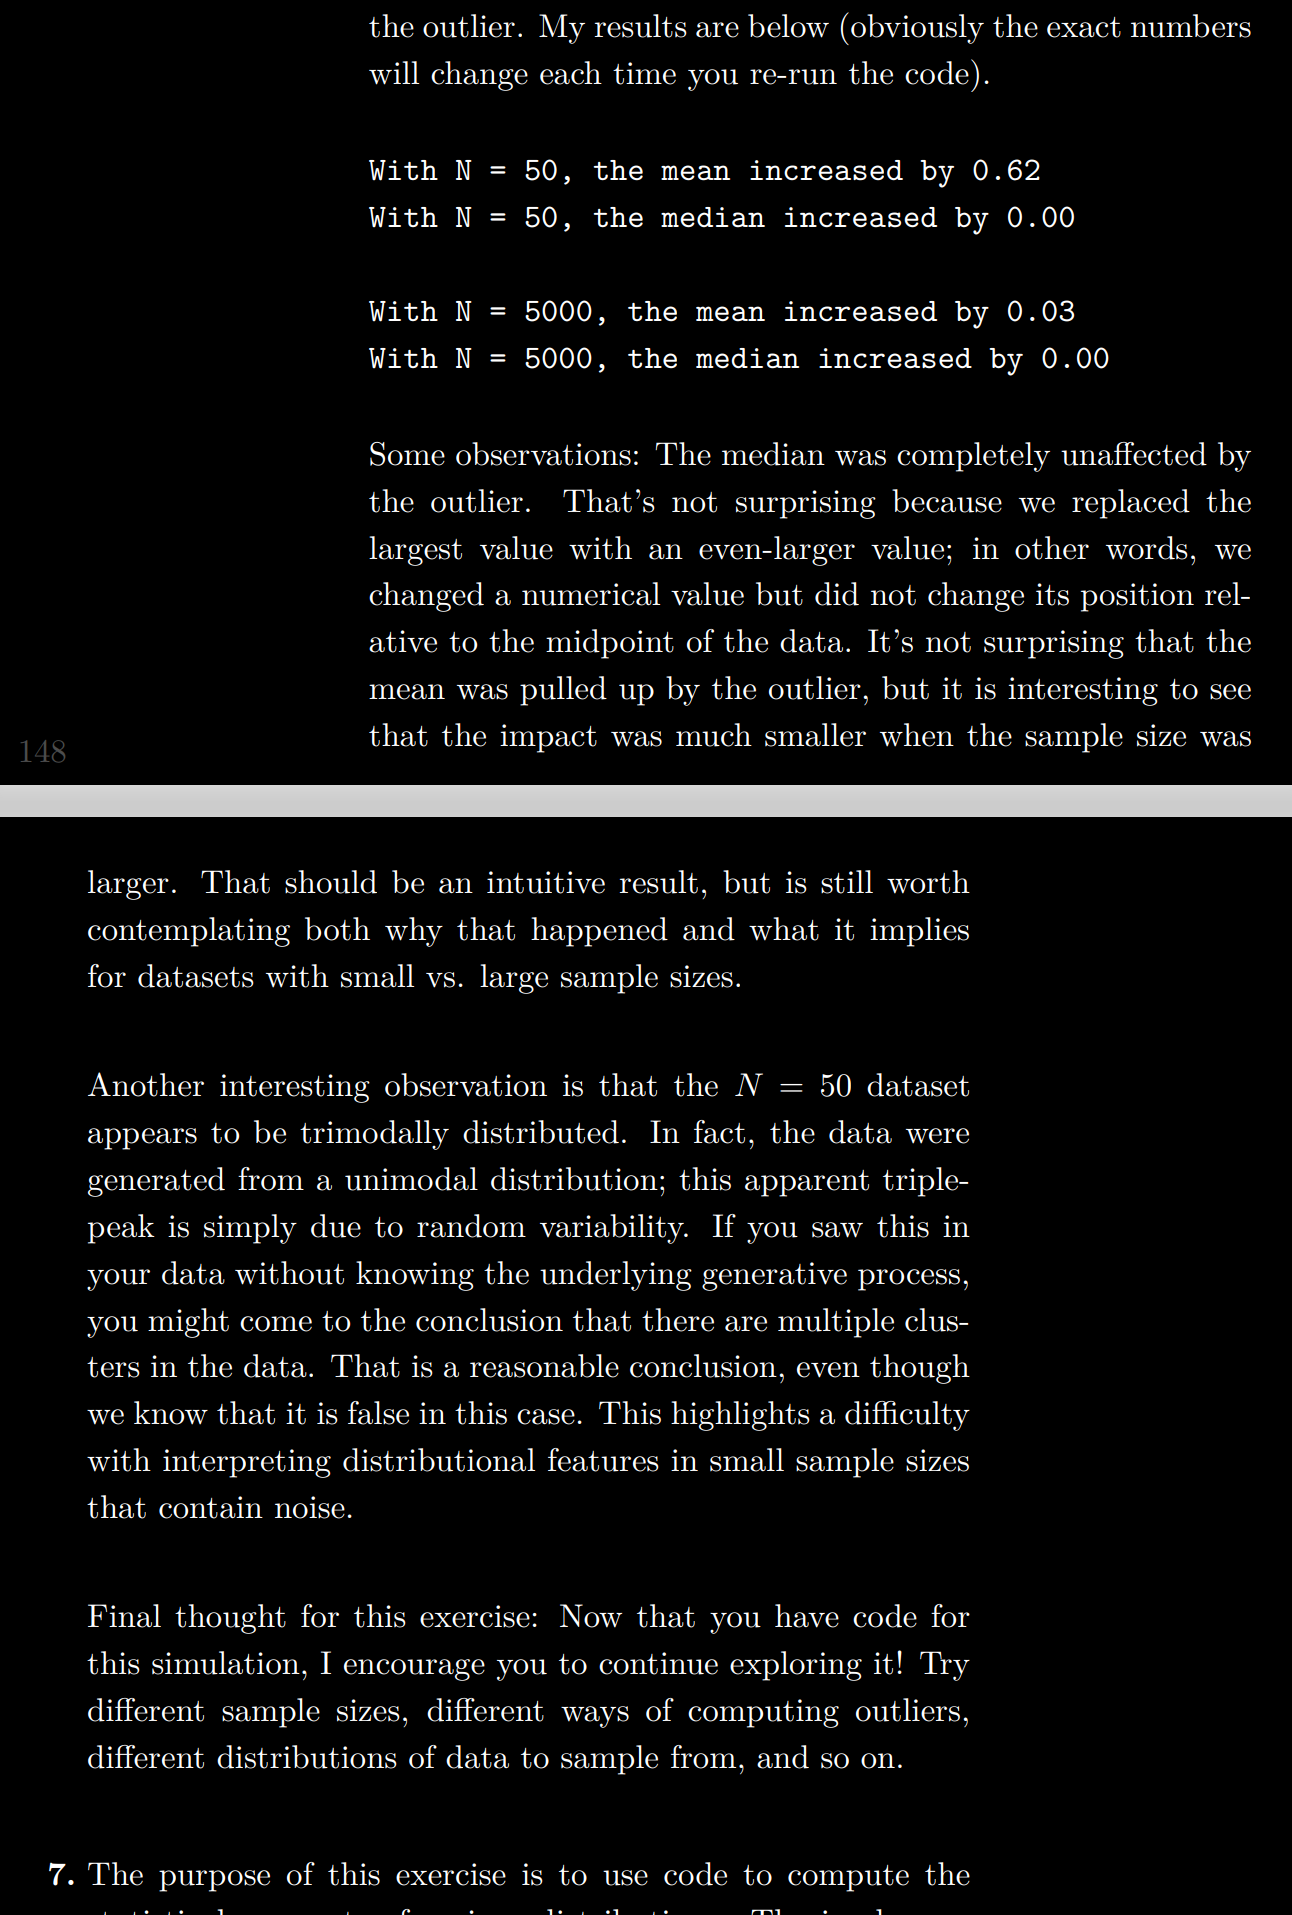 the outlier. My results are below (obviously the exact numbers
will change each time you re-run the code).
With N = 50, the mean increased by 0.62
With N = 50, the median increased by 0.00
With N = 5000, the mean increased by 0.03
With N = 5000, the median increased by 0.00
Some observations: The median was completely unaffected by
the outlier. That's not surprising because we replaced the
largest value with an even-larger value; in other words, we
changed a numerical value but did not change its position rel-
ative to the midpoint of the data. It's not surprising that the
mean was pulled up by the outlier, but it is interesting to see
that the impact was much smaller when the sample size was
148
larger. That should be an intuitive result, but is still worth
contemplating both why that happened and what it implies
for datasets with small vs. large sample sizes.
Another interesting observation is that the N = 50 dataset
appears to be trimodally distributed. In fact, the data were
generated from a unimodal distribution; this apparent triple-
peak is simply due to random variability. If you saw this in
your data without knowing the underlying generative process,
you might come to the conclusion that there are multiple clus-
ters in the data. That is a reasonable conclusion, even though
we know that it is false in this case. This highlights a difficulty
with interpreting distributional features in small sample sizes
that contain noise.
Final thought for this exercise: Now that you have code for
this simulation, I encourage you to continue exploring it! Try
different sample sizes, different ways of computing outliers,
different distributions of data to sample from, and so on.
7. The purpose of this exercise is to use code to compute the